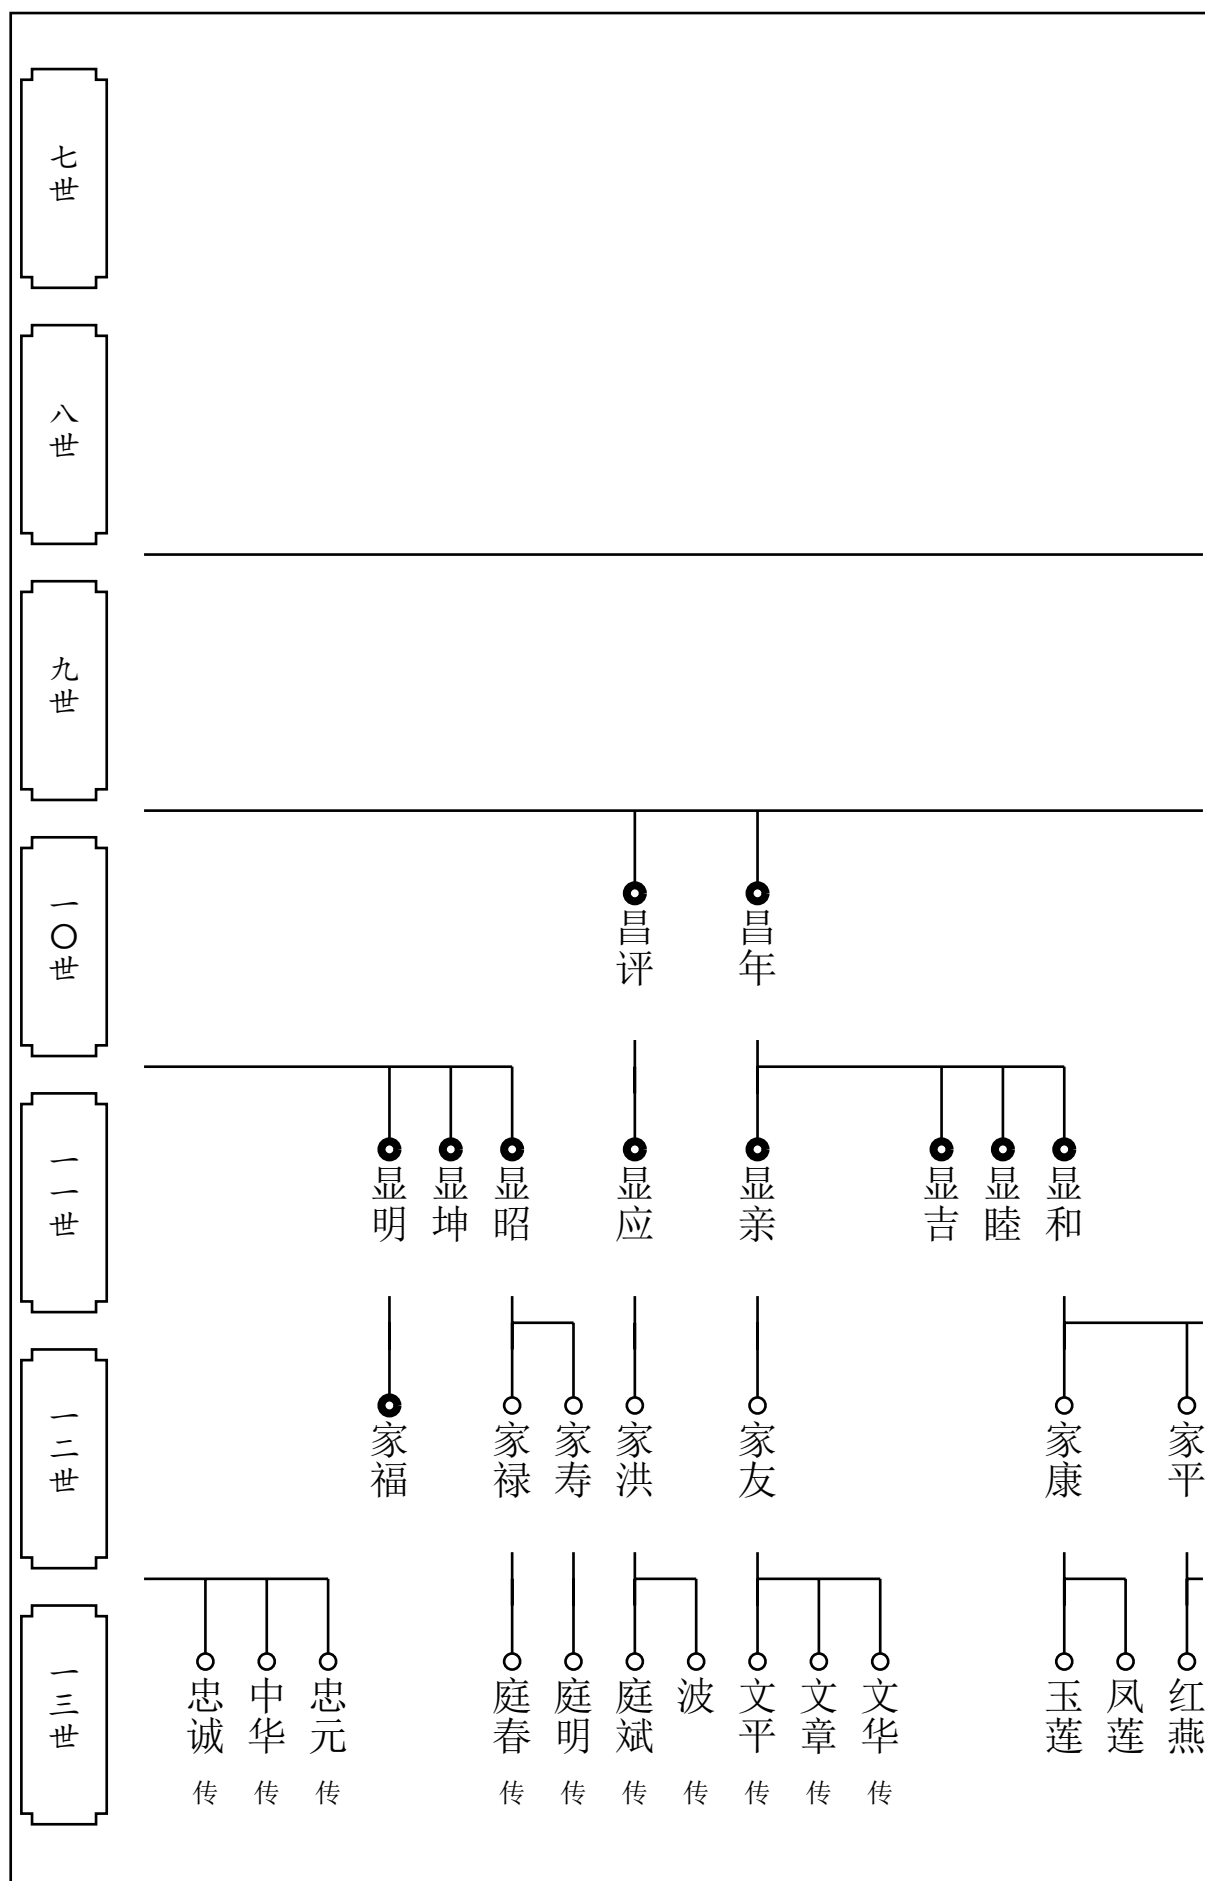 七世
八世
九世
一〇世
昌评
昌年
一一世
显明
显坤
显昭
显应
显亲
显吉
显睦
显和
一二世
家福
家禄
家寿
家洪
家友
家康
家平
一三世
忠诚
中华
忠元
庭春
庭明
庭斌
波
文平
文章
文华
玉莲
凤莲
红燕
传
传
传
传
传
传
传
传
传
传